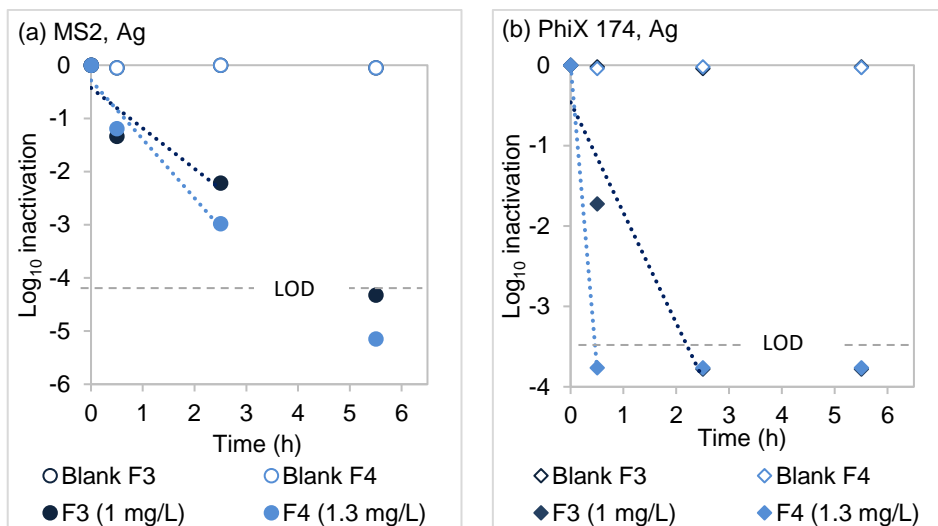 (a) MS2, Ag
0
-1
-2
-3
-4
-5
-6
Log10 inactivation
LOD
0 1 2 3 4 5 6
Time (h)
Blank F3 Blank F4
F3 (1 mg/L) F4 (1.3 mg/L)
(b) PhiX 174, Ag
0
-1
-2
-3
-4
Log10 inactivation
LOD
0 1 2 3 4 5 6
Time (h)
Blank F3 Blank F4
F3 (1 mg/L) F4 (1.3 mg/L)